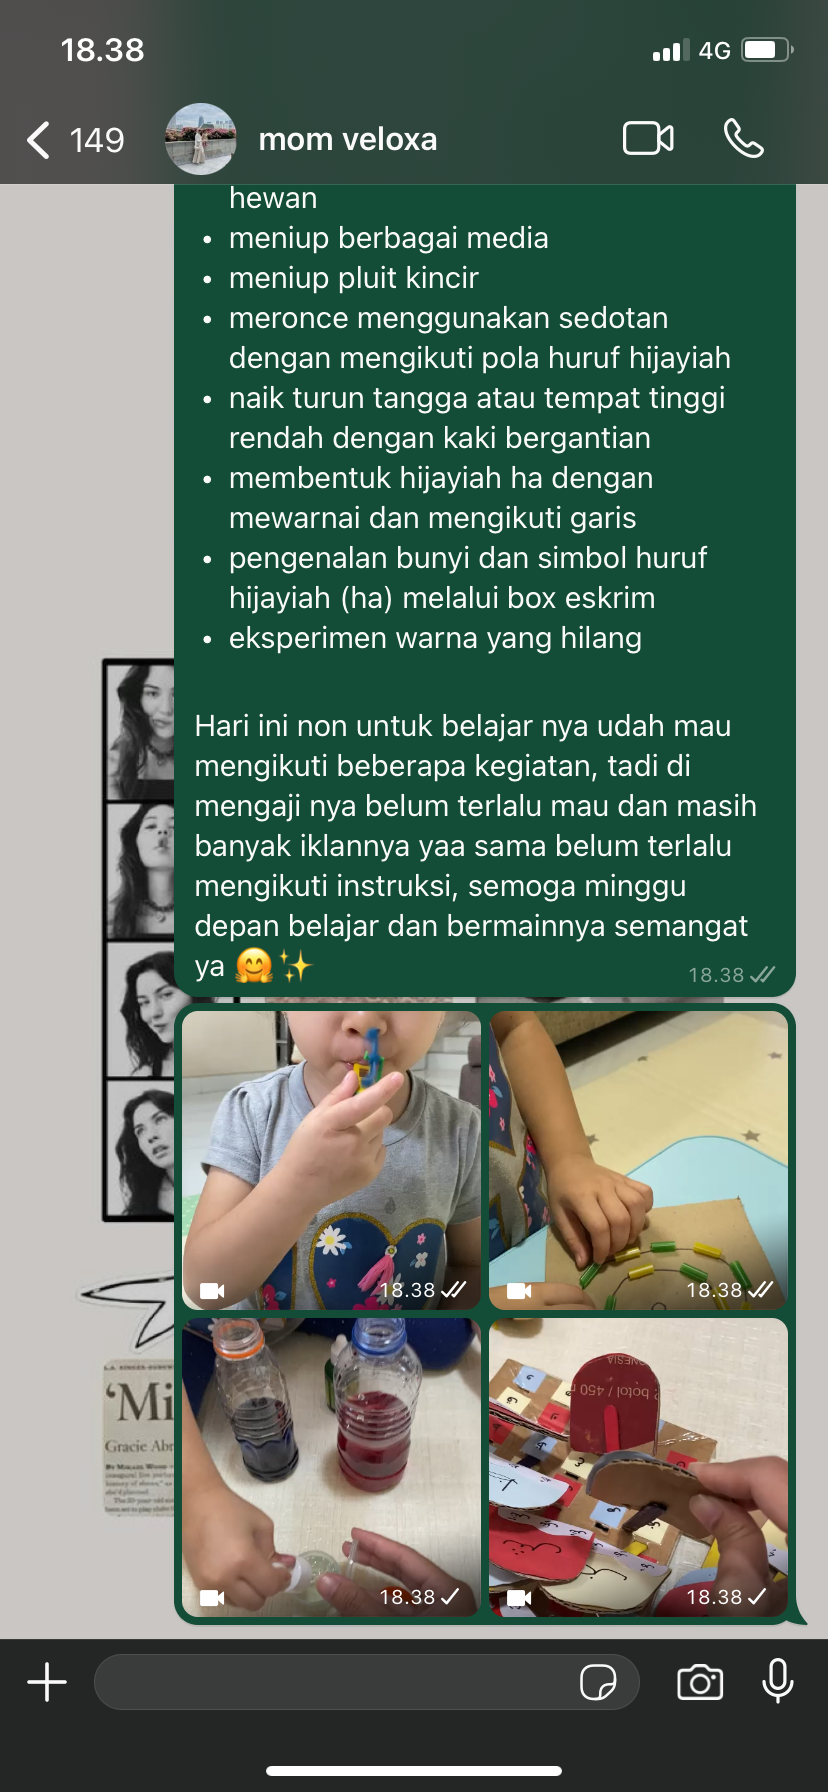 18.38
4G
149
mom veloxa
hewan
• meniup berbagai media
• meniup pluit kincir
• meronce menggunakan sedotan
dengan mengikuti pola huruf hijayiah
• naik turun tangga atau tempat tinggi
rendah dengan kaki bergantian
• membentuk hijayiah ha dengan
mewarnai dan mengikuti garis
• pengenalan bunyi dan simbol huruf
hijayiah (ha) melalui box eskrim
• eksperimen warna yang hilang
Hari ini non untuk belajar nya udah mau
mengikuti beberapa kegiatan, tadi di
mengaji nya belum terlalu mau dan masih
banyak iklannya yaa sama belum terlalu
mengikuti instruksi, semoga minggu
depan belajar dan bermainnya semangat
ya 🤗✨
18.38
18.38
18.38
botol / 450
18.38
18.38
'Mi
Gracie Abr